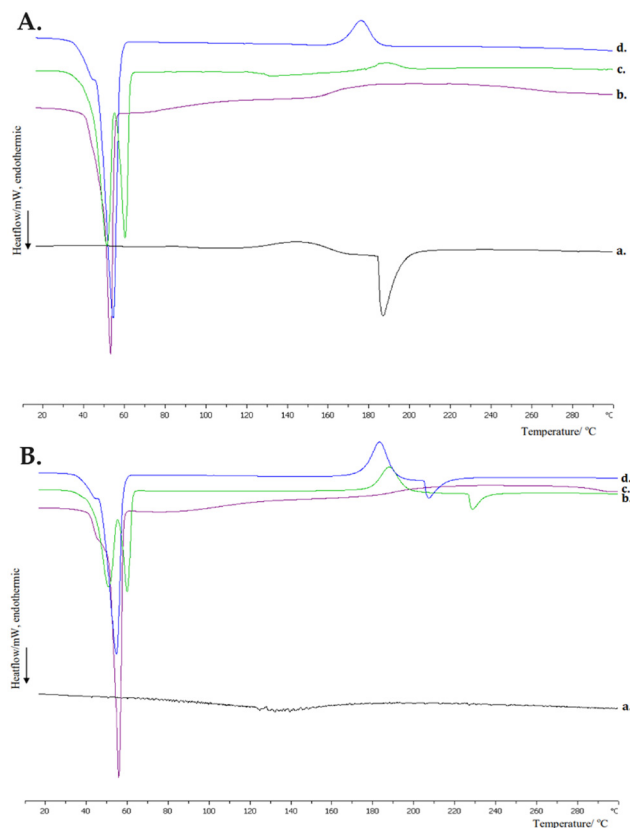 A.
d.
c.
b.
a.
Heatflow/mW, endothermic
20 40 60 80 100 120 140 160 180 200 220 240 260 280 °C
Temperature/ °C
B.
d.
c.
b.
a.
Heatflow/mW, endothermic
20 40 60 80 100 120 140 160 180 200 220 240 260 280 °C
Temperature/ °C